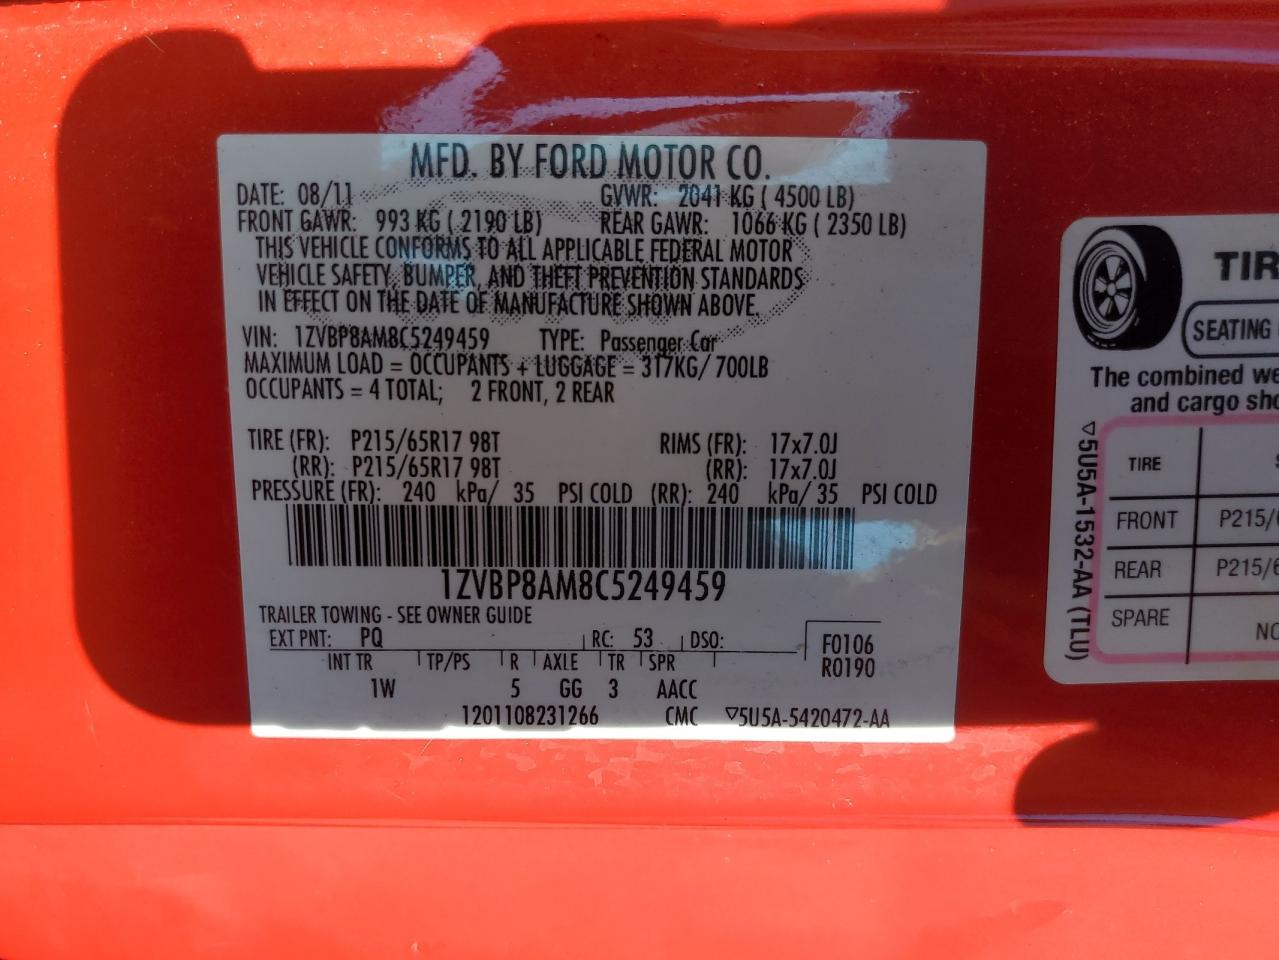 MFD. BY FORD MOTOR CO.
DATE: 08/11 GVWR: 2041 KG ( 4500 LB)
FRONT GAWR: 993 KG ( 2190 LB) REAR GAWR: 1066 KG ( 2350 LB)
THIS VEHICLE CONFORMS TO ALL APPLICABLE FEDERAL MOTOR
VEHICLE SAFETY, BUMPER, AND THEFT PREVENTION STANDARDS
IN EFFECT ON THE DATE OF MANUFACTURE SHOWN ABOVE.
VIN: 1ZVBP8AM8C5249459 TYPE: Passenger Car
MAXIMUM LOAD = OCCUPANTS + LUGGAGE = 317KG/ 700LB
OCCUPANTS = 4 TOTAL; 2 FRONT, 2 REAR
TIRE (FR): P215/65R17 98T RIMS (FR): 17x7.0J
(RR): P215/65R17 98T (RR): 17x7.0J
PRESSURE (FR): 240 kPa/ 35 PSI COLD (RR): 240 kPa/ 35 PSI COLD
1ZVBP8AM8C5249459
TRAILER TOWING - SEE OWNER GUIDE
EXT PNT: PQ RC: 53 DSO: F0106
R0190
INT TR TP/PS R AXLE TR SPR
1W 5 GG 3 AACC
1201108231266 CMC ▽5U5A-5420472-AA
TIR
SEATING
The combined we
and cargo sho
▽5U5A-1532-AA (TLU)
TIRE S
FRONT P215/6
REAR P215/6
SPARE NO